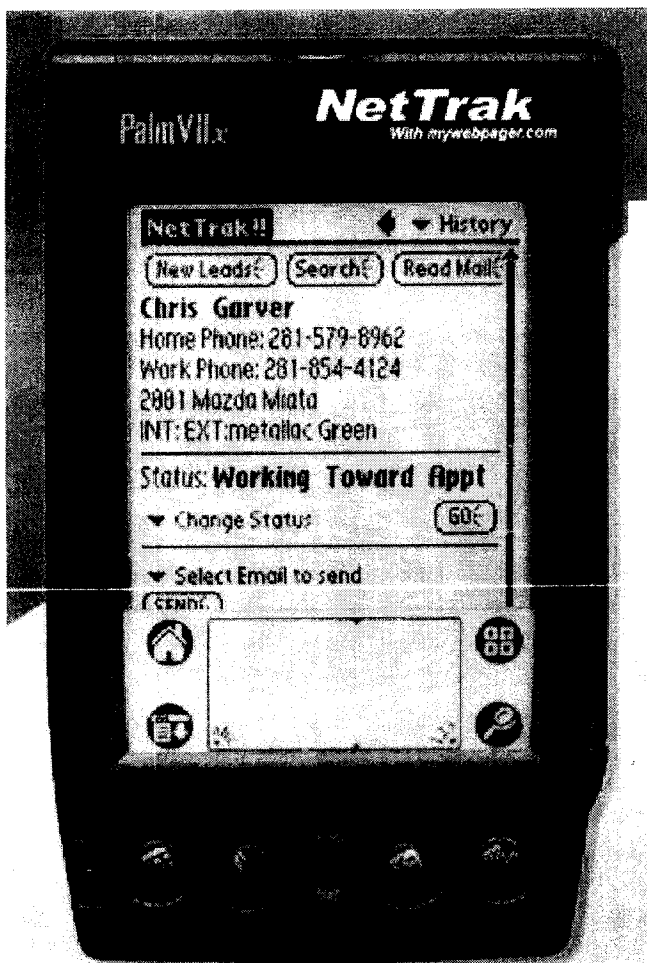 PalmVIIx
NetTrak
With mywebpager.com
NetTrak!! History
New Leads Search Read Mail
Chris Garver
Home Phone: 281-579-8962
Work Phone: 281-854-4124
2001 Mazda Miata
INT: EXT:metallac Green
Status: Working Toward Appt
Change Status GO
Select Email to send
SEND